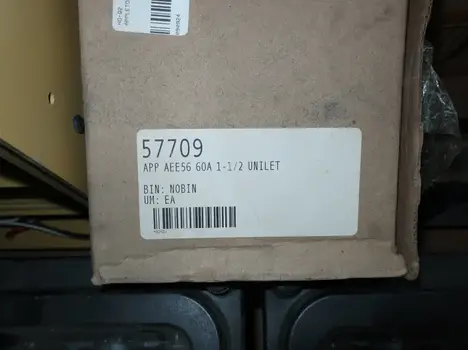 57709
APP AEE56 60A 1-1/2 UNILET
BIN: NOBIN
UM: EA